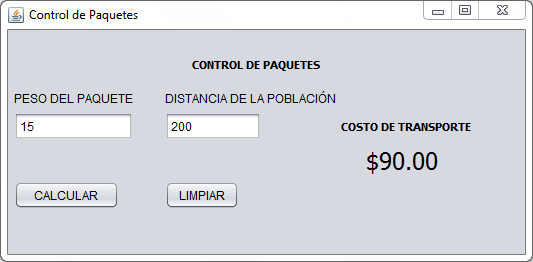 Control de Paquetes
CONTROL DE PAQUETES
PESO DEL PAQUETE
DISTANCIA DE LA POBLACIÓN
15
200
COSTO DE TRANSPORTE
$90.00
CALCULAR
LIMPIAR